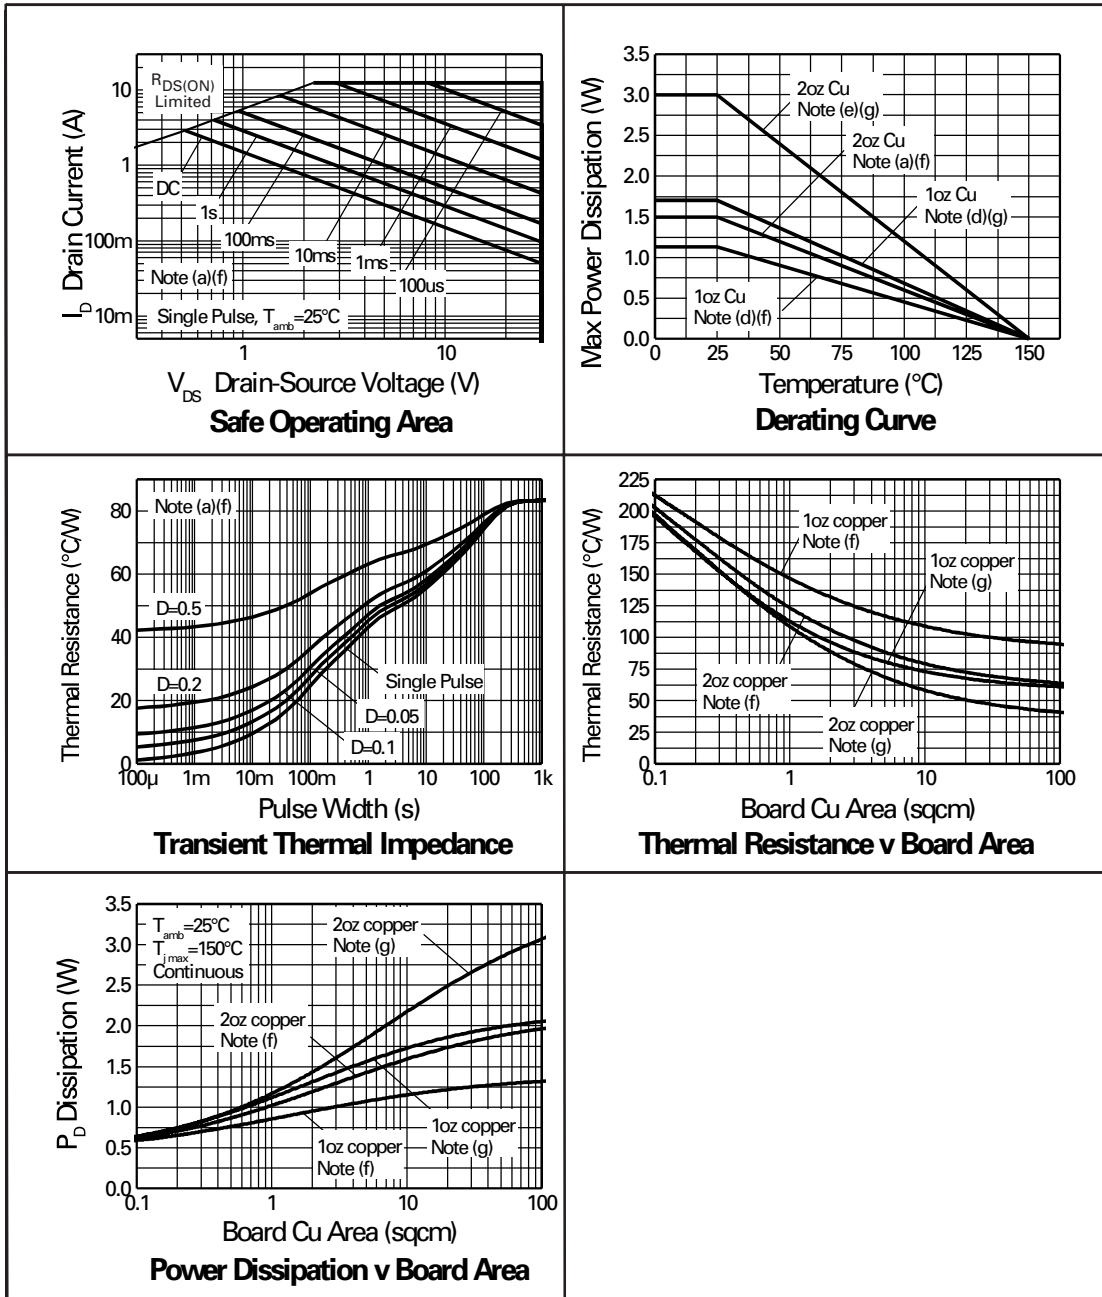 10
1
100m
10m
I_D Drain Current (A)
R_DS(ON)
Limited
DC
1s
100ms
10ms
1ms
100us
Note (a)(f)
Single Pulse, T_amb=25°C
1 10
V_DS Drain-Source Voltage (V)
Safe Operating Area
3.5
3.0
2.5
2.0
1.5
1.0
0.5
0.0
Max Power Dissipation (W)
2oz Cu
Note (e)(g)
2oz Cu
Note (a)(f)
1oz Cu
Note (d)(g)
1oz Cu
Note (d)(f)
0 25 50 75 100 125 150
Temperature (°C)
Derating Curve
80
60
40
20
0
Thermal Resistance (°C/W)
Note (a)(f)
D=0.5
D=0.2
Single Pulse
D=0.05
D=0.1
100µ 1m 10m 100m 1 10 100 1k
Pulse Width (s)
Transient Thermal Impedance
225
200
175
150
125
100
75
50
25
0
Thermal Resistance (°C/W)
1oz copper
Note (f)
1oz copper
Note (g)
2oz copper
Note (f)
2oz copper
Note (g)
0.1 1 10 100
Board Cu Area (sqcm)
Thermal Resistance v Board Area
3.5
3.0
2.5
2.0
1.5
1.0
0.5
0.0
P_D Dissipation (W)
T_amb=25°C
T_j max=150°C
Continuous
2oz copper
Note (g)
2oz copper
Note (f)
1oz copper
Note (g)
1oz copper
Note (f)
0.1 1 10 100
Board Cu Area (sqcm)
Power Dissipation v Board Area